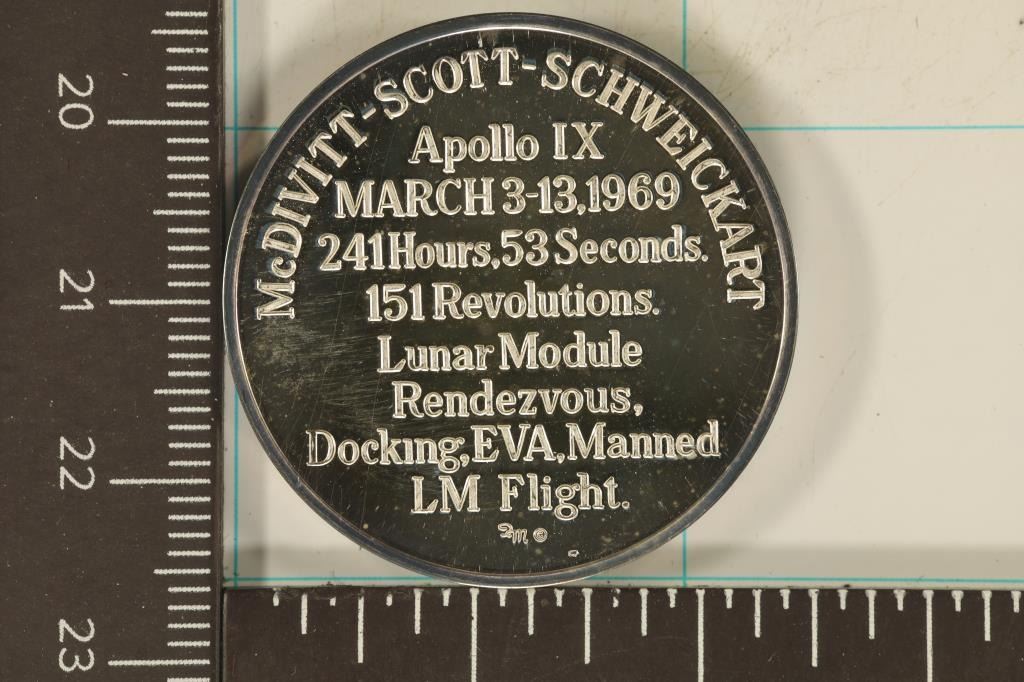 McDIVITT-SCOTT-SCHWEICKART
Apollo IX
MARCH 3-13,1969
241 Hours,53 Seconds.
151 Revolutions.
Lunar Module
Rendezvous,
Docking,EVA,Manned
LM Flight.
©
20
21
22
23